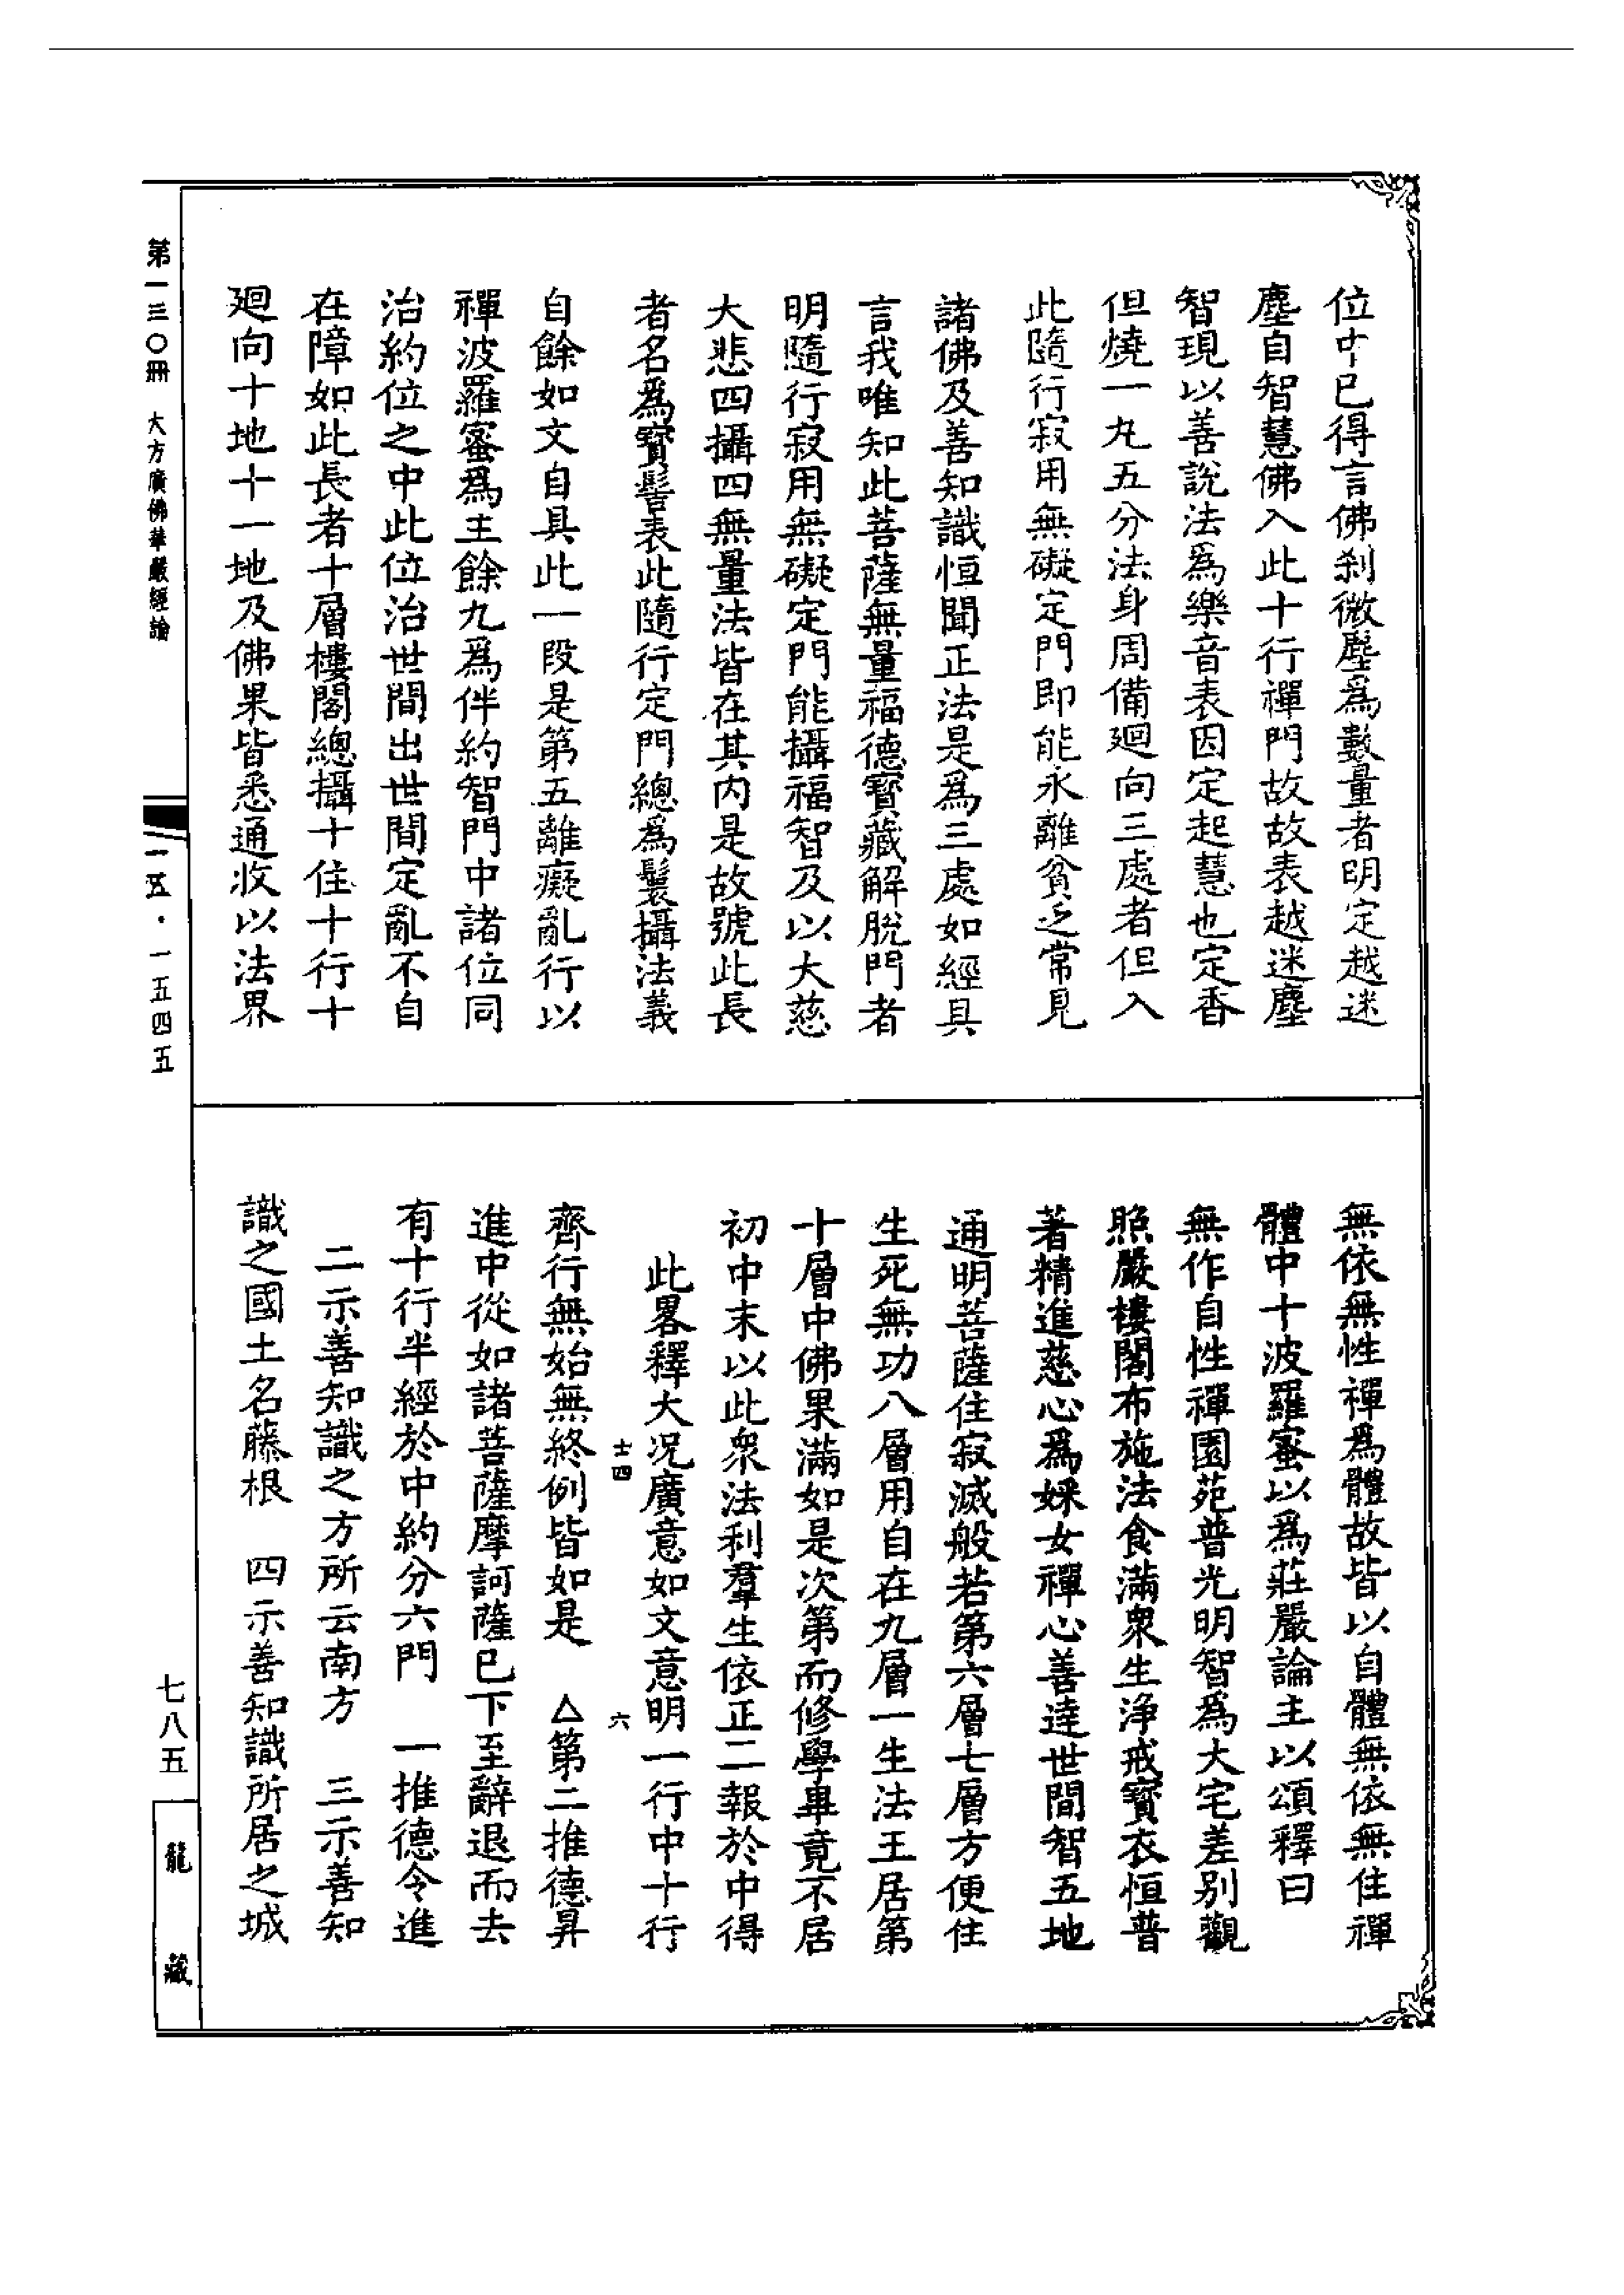 位中已得言佛剎微塵爲數量者明定越迷
塵自智慧佛入此十行禪門故故表越迷塵
智現以善說法爲樂音表因定起慧也定香
但燒一丸五分法身周備廻向三處者但入
此隨行寂用無礙定門即能永離貧乏常見
諸佛及善知識恒聞正法是爲三處如經具
言我唯知此菩薩無量福德寳藏解脫門者
明隨行寂用無礙定門能攝福智及以大慈
大悲四攝四無量法皆在其内是故號此長
者名爲寳髻表此隨行定門總爲鬟攝法義
自餘如文自具此一段是第五離癡亂行以
禪波羅蜜爲主餘九爲伴約智門中諸位同
治約位之中此位治世間出世間定亂不自
在障如此長者十層樓閣總攝十住十行十
廻向十地十一地及佛果皆悉通收以法界
無依無性禪爲體故皆以自體無依無住禪
體中十波羅蜜以爲莊嚴論主以頌釋曰
無作自性禪園苑普光明智爲大宅差别觀
照嚴樓閣布施法食滿衆生淨戒寳衣恒普
著精進慈心爲婇女禪心善達世間智五地
通明菩薩住寂滅般若第六層七層方便住
生死無功八層用自在九層一生法王居第
十層中佛果滿如是次第而修學畢竟不居
初中末以此衆法利羣生依正二報於中得
此畧釋大况廣意如文意明一行中十行
士四 六
齊行無始無終例皆如是 △第二推德昇
進中從如諸菩薩摩訶薩已下至辭退而去
有十行半經於中約分六門 一推德令進
二示善知識之方所云南方 三示善知
識之國土名藤根 四示善知識所居之城
第一三〇冊 大方廣佛華嚴經論
一五·一五四五
七八五
龍藏